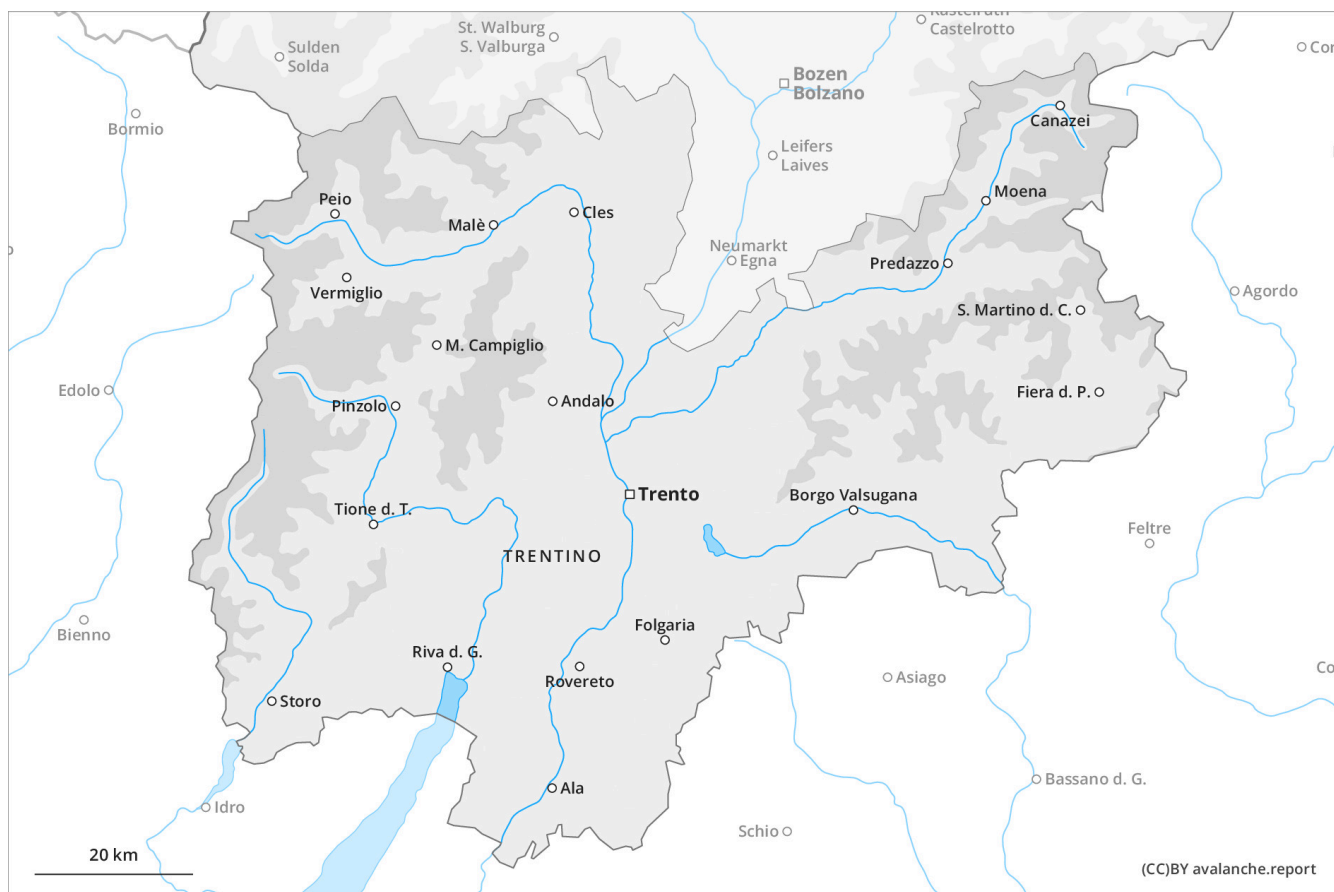 Kastelruth
Castelrotto
St. Walburg
S. Valburga
Sulden
Solda
Bozen
Bolzano
Bormio
Canazei
Leifers
Laives
Moena
Peio
Malè
Cles
Neumarkt
Egna
Predazzo
Vermiglio
Agordo
S. Martino d. C.
M. Campiglio
Edolo
Pinzolo
Andalo
Fiera d. P.
Trento
Borgo Valsugana
Tione d. T.
Feltre
TRENTINO
Bienno
Folgaria
Riva d. G.
Rovereto
Asiago
Co
Storo
Idro
Ala
Bassano d. G.
Schio
20 km
(CC)BY avalanche.report